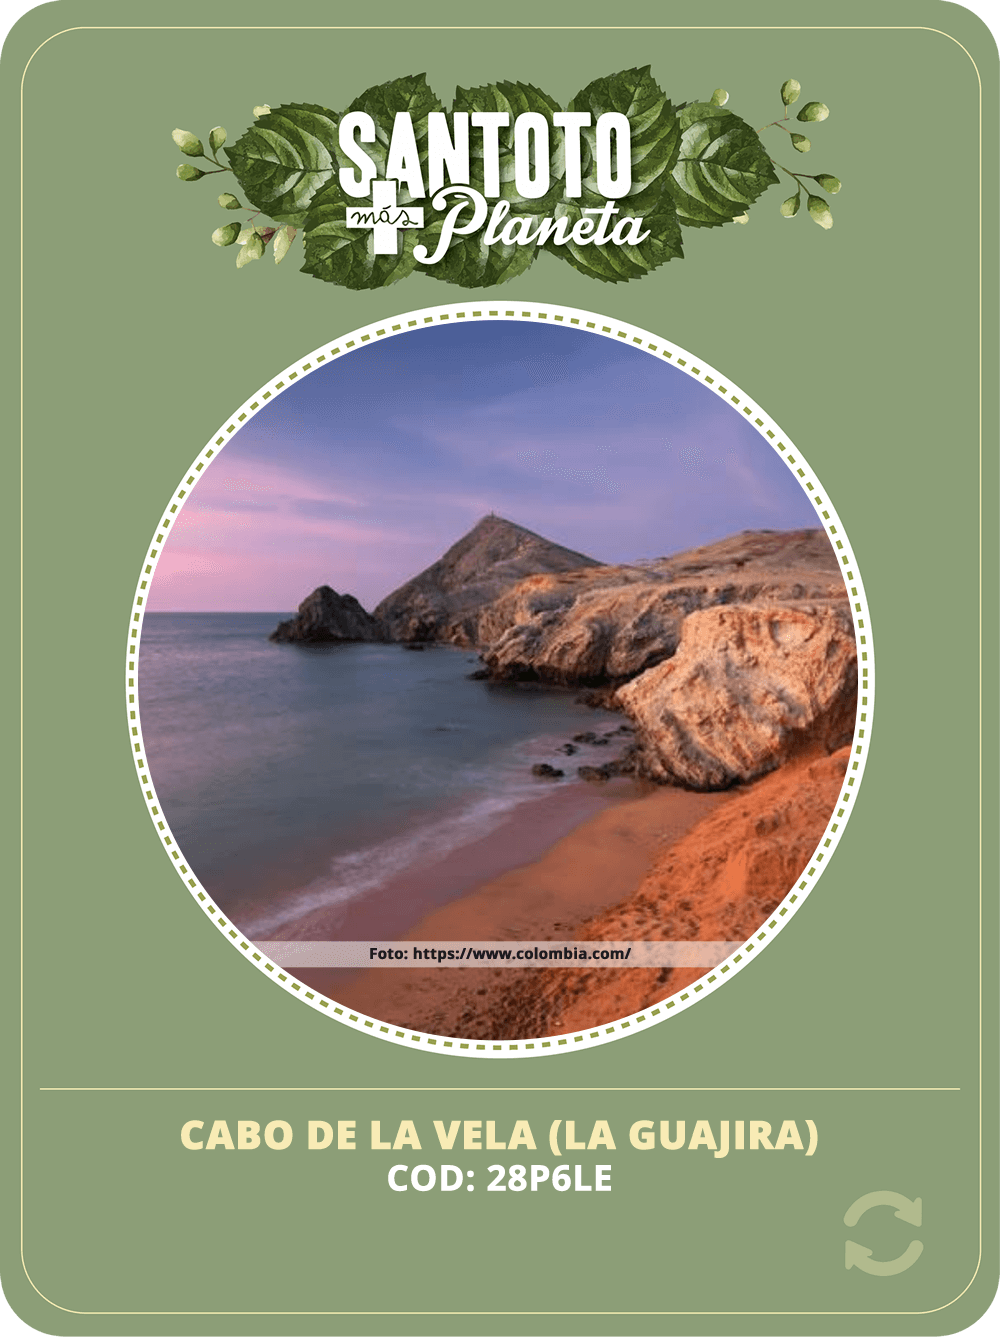 SANTOTO
más Planeta
Foto: https://www.colombia.com/
CABO DE LA VELA (LA GUAJIRA)
COD: 28P6LE